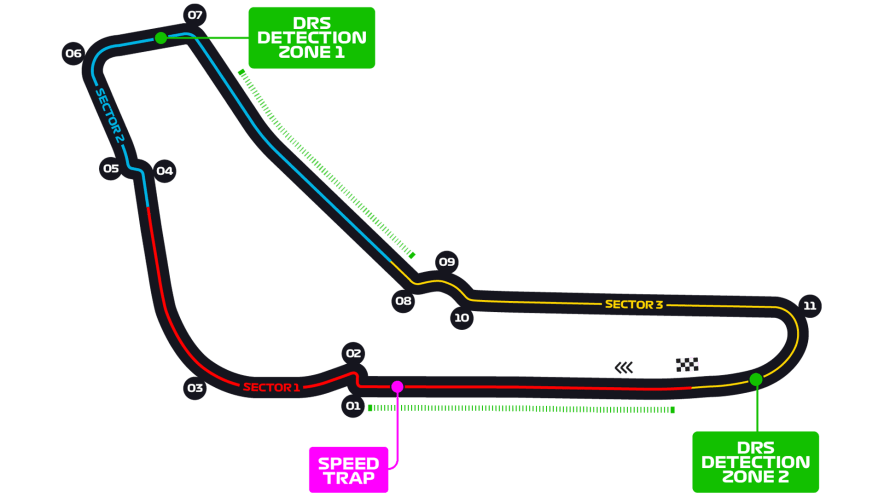 07
DRS
DETECTION
ZONE 1
06
SECTOR 2
05
04
09
08
10
SECTOR 3
11
02
03
SECTOR 1
01
SPEED
TRAP
DRS
DETECTION
ZONE 2